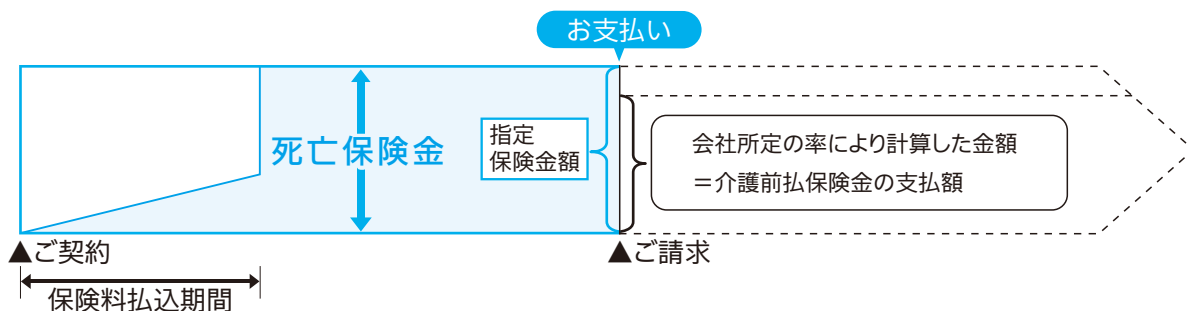 お支払い
死亡保険金
指定
保険金額
会社所定の率により計算した金額
＝介護前払保険金の支払額
▲ご契約
▲ご請求
保険料払込期間